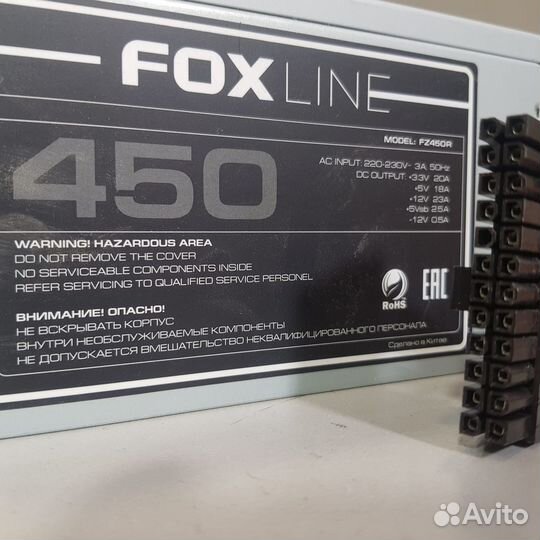 FOXLINE
450
MODEL: FZ450R
AC INPUT: 220-230V~ 3A, 50Hz
DC OUTPUT: +3.3V 20A
+5V 18A
+12V 23A
+5Vsb 2.5A
-12V 0.5A
WARNING! HAZARDOUS AREA
DO NOT REMOVE THE COVER
NO SERVICEABLE COMPONENTS INSIDE
REFER SERVICING TO QUALIFIED SERVICE PERSONEL
RoHS
EAC
ВНИМАНИЕ! ОПАСНО!
НЕ ВСКРЫВАТЬ КОРПУС
ВНУТРИ НЕОБСЛУЖИВАЕМЫЕ КОМПОНЕНТЫ
НЕ ДОПУСКАЕТСЯ ВМЕШАТЕЛЬСТВО НЕКВАЛИФИЦИРОВАННОГО ПЕРСОНАЛА
Сделано в Китае
Avito